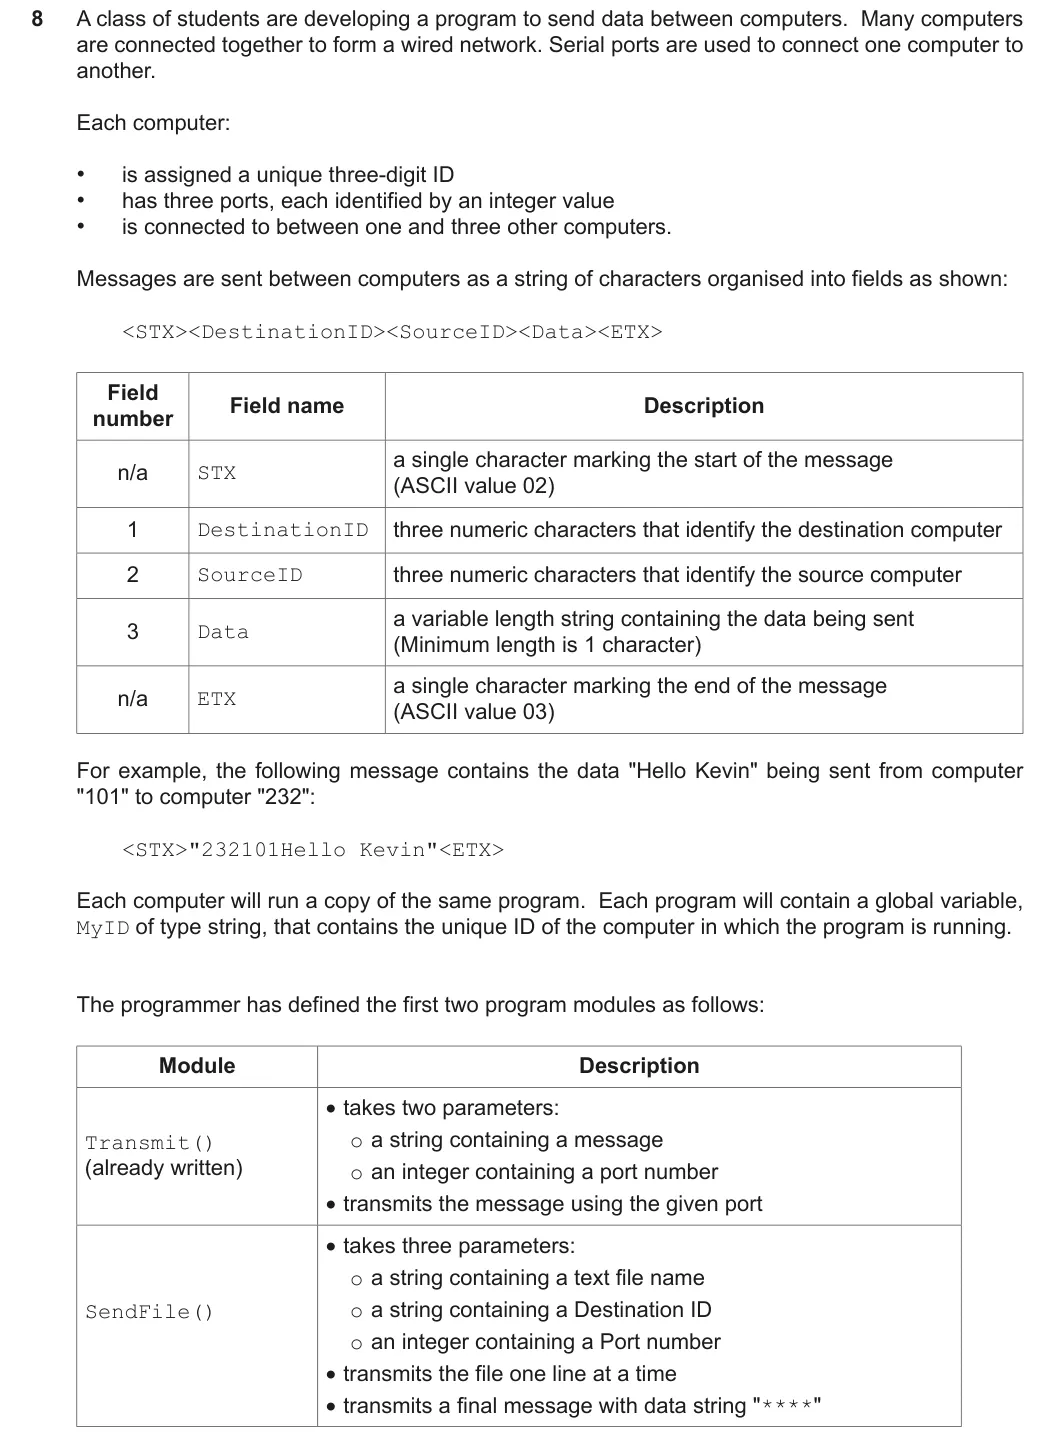 8 A class of students are developing a program to send data between computers. Many computers
are connected together to form a wired network. Serial ports are used to connect one computer to
another.
Each computer:
• is assigned a unique three-digit ID
• has three ports, each identified by an integer value
• is connected to between one and three other computers.
Messages are sent between computers as a string of characters organised into fields as shown:
<STX><DestinationID><SourceID><Data><ETX>
Field number Field name Description
n/a STX a single character marking the start of the message
(ASCII value 02)
1 DestinationID three numeric characters that identify the destination computer
2 SourceID three numeric characters that identify the source computer
3 Data a variable length string containing the data being sent
(Minimum length is 1 character)
n/a ETX a single character marking the end of the message
(ASCII value 03)
For example, the following message contains the data "Hello Kevin" being sent from computer
"101" to computer "232":
<STX>"232101Hello Kevin"<ETX>
Each computer will run a copy of the same program. Each program will contain a global variable,
MyID of type string, that contains the unique ID of the computer in which the program is running.
The programmer has defined the first two program modules as follows:
Module Description
Transmit()
(already written)
• takes two parameters:
○ a string containing a message
○ an integer containing a port number
• transmits the message using the given port
SendFile()
• takes three parameters:
○ a string containing a text file name
○ a string containing a Destination ID
○ an integer containing a Port number
• transmits the file one line at a time
• transmits a final message with data string "****"